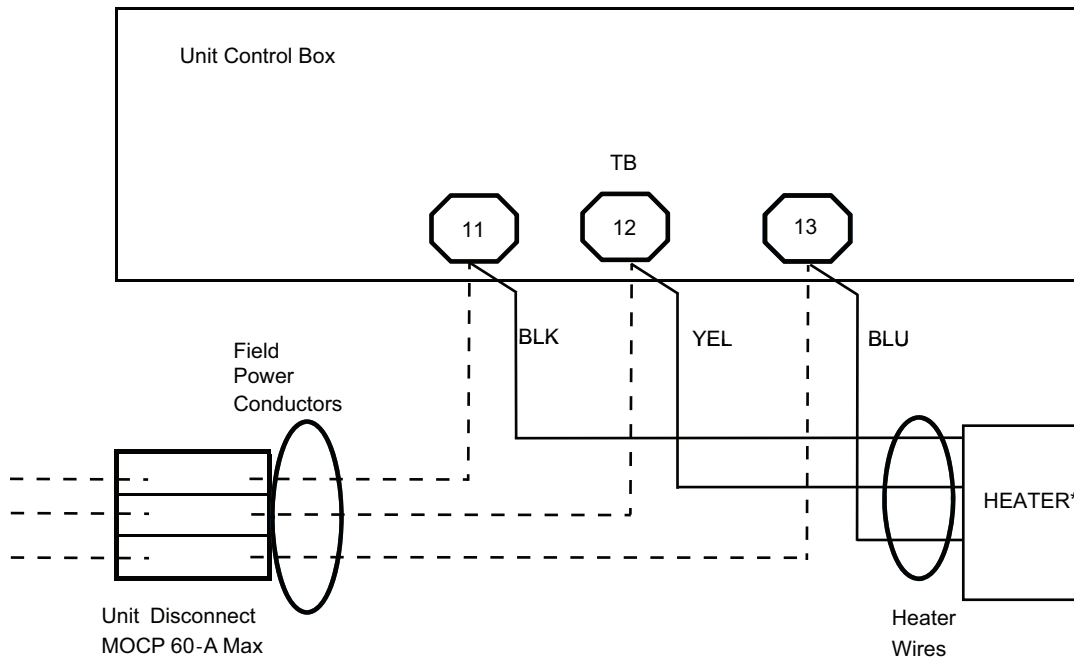 Unit Control Box
TB
11
12
13
BLK
YEL
BLU
Field
Power
Conductors
HEATER*
Unit Disconnect
MOCP 60-A Max
Heater
Wires